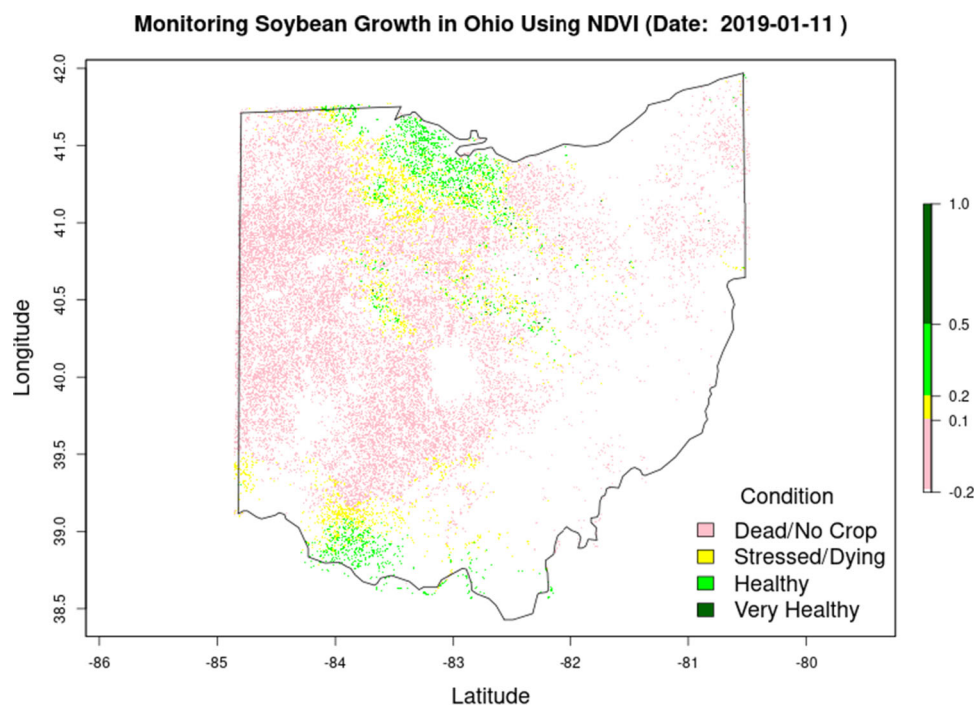 Monitoring Soybean Growth in Ohio Using NDVI (Date:  2019-01-11 )
42.0
41.5
41.0
40.5
40.0
39.5
39.0
38.5
Longitude
-86
-85
-84
-83
-82
-81
-80
Latitude
1.0
0.5
0.2
0.1
-0.2
Condition
Dead/No Crop
Stressed/Dying
Healthy
Very Healthy